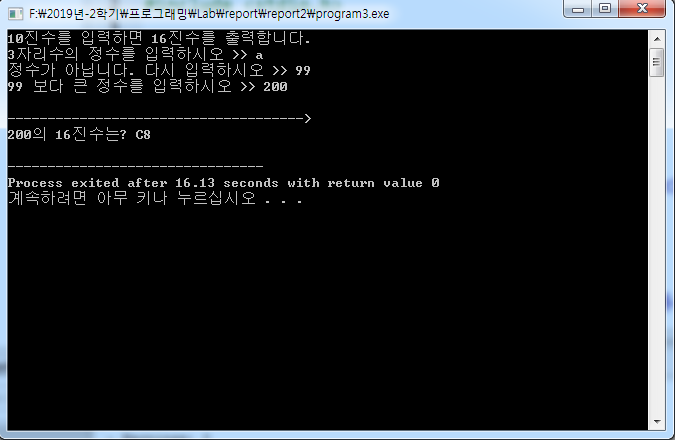 F:₩2019년-2학기₩프로그래밍₩Lab₩report₩report2₩program3.exe
10진수를 입력하면 16진수를 출력합니다.
3자리수의 정수를 입력하시오 >> a
정수가 아닙니다. 다시 입력하시오 >> 99
99 보다 큰 정수를 입력하시오 >> 200
------------------------------------->
200의 16진수는? C8
--------------------------------
Process exited after 16.13 seconds with return value 0
계속하려면 아무 키나 누르십시오 . . .